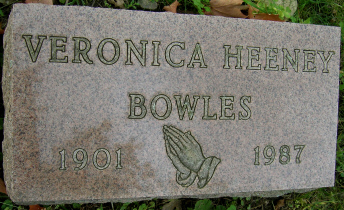 VERONICA HEENEY
BOWLES
1901 1987